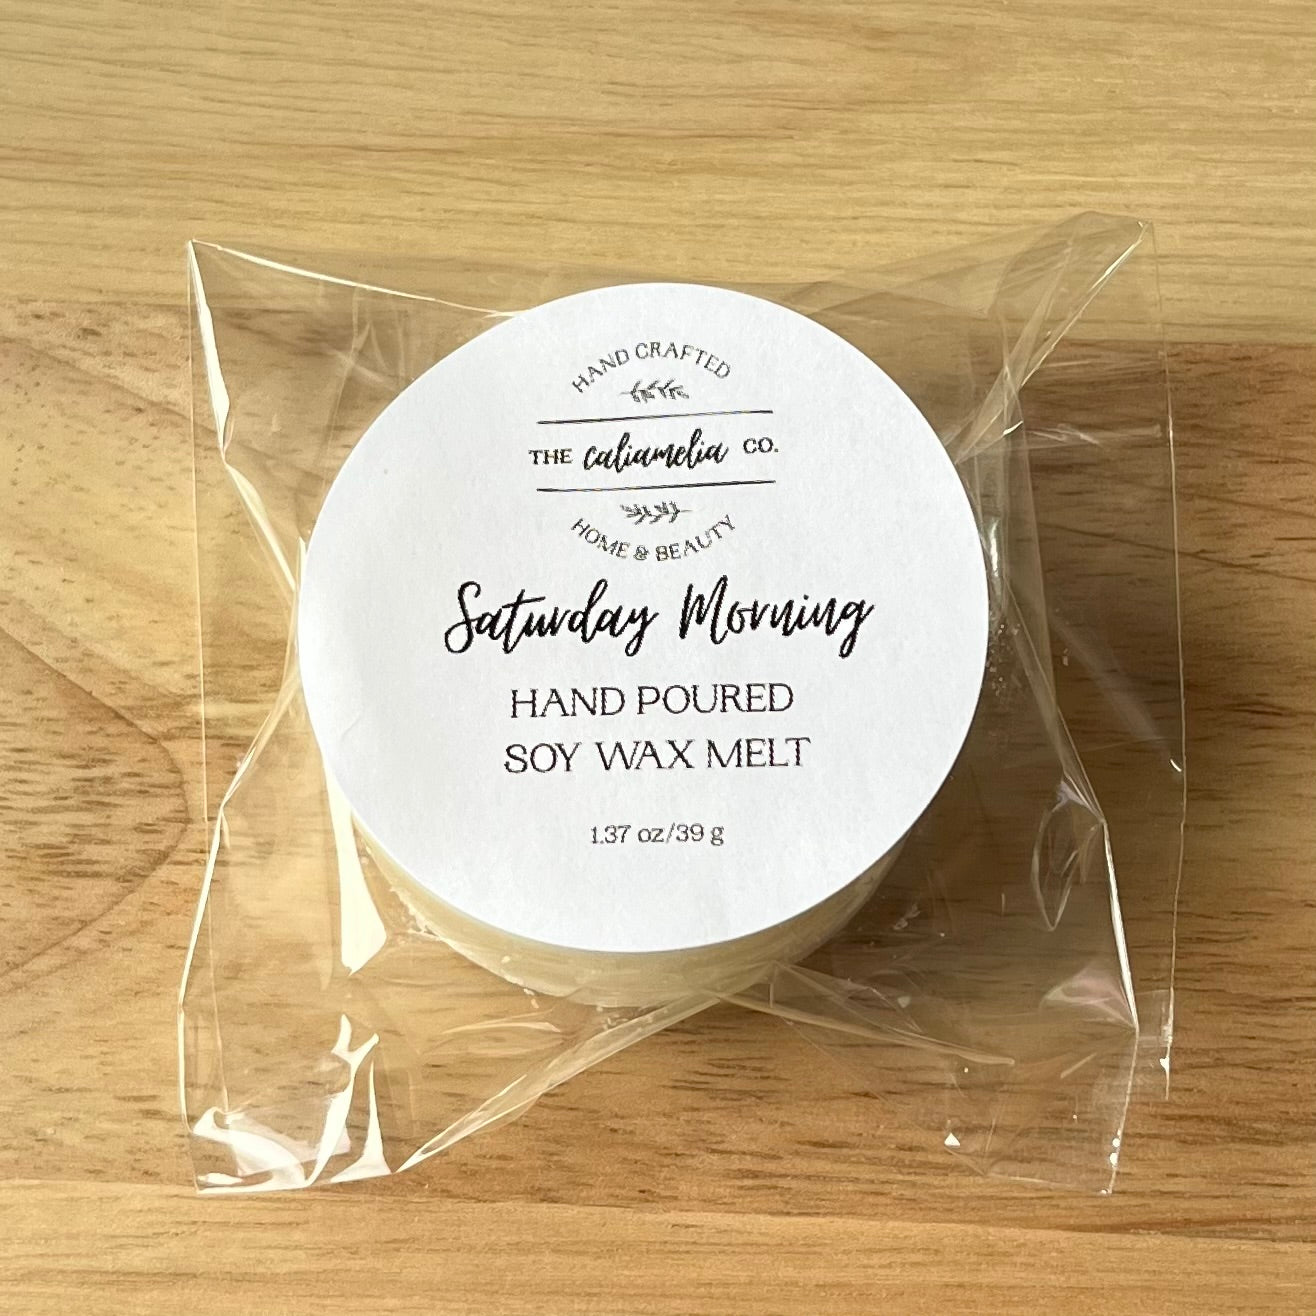 HAND CRAFTED
THE caliamelia CO.
HOME & BEAUTY
Saturday Morning
HAND POURED
SOY WAX MELT
1.37 oz/39 g